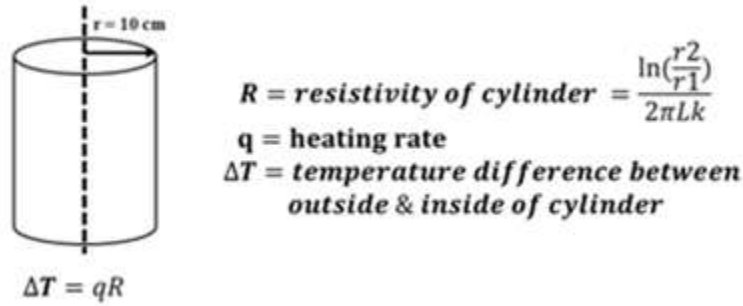 r = 10 cm
R = resistivity of cylinder = ln(r2/r1)/2πLk
q = heating rate
ΔT = temperature difference between
outside & inside of cylinder
ΔT = qR